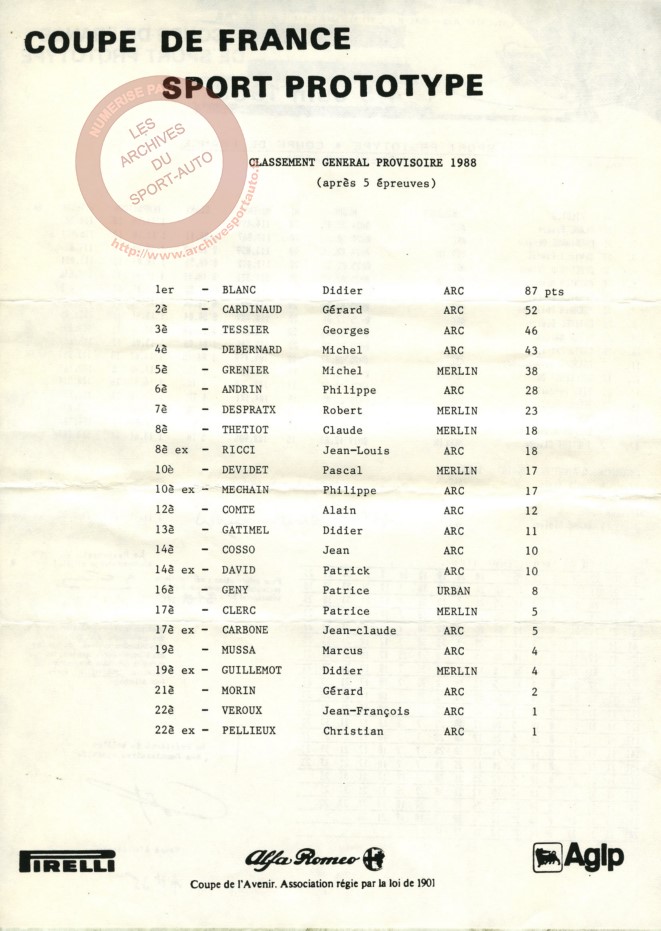 COUPE DE FRANCE
SPORT PROTOTYPE
NUMERISE PA
LES
ARCHIVES
DU
SPORT-AUTO
http://www.archivesportauto.
CLASSEMENT GENERAL PROVISOIRE 1988
(après 5 épreuves)
1er - BLANC Didier ARC 87 pts
2è - CARDINAUD Gérard ARC 52
3è - TESSIER Georges ARC 46
4è - DEBERNARD Michel ARC 43
5è - GRENIER Michel MERLIN 38
6è - ANDRIN Philippe ARC 28
7è - DESPRATX Robert MERLIN 23
8è - THETIOT Claude MERLIN 18
8è ex - RICCI Jean-Louis ARC 18
10è - DEVIDET Pascal MERLIN 17
10è ex - MECHAIN Philippe ARC 17
12è - COMTE Alain ARC 12
13è - GATIMEL Didier ARC 11
14è - COSSO Jean ARC 10
14è ex - DAVID Patrick ARC 10
16è - GENY Patrice URBAN 8
17è - CLERC Patrice MERLIN 5
17è ex - CARBONE Jean-claude ARC 5
19è - MUSSA Marcus ARC 4
19è ex - GUILLEMOT Didier MERLIN 4
21è - MORIN Gérard ARC 2
22è - VEROUX Jean-François ARC 1
22è ex - PELLIEUX Christian ARC 1
PIRELLI Alfa Romeo Agip
Coupe de l'Avenir. Association régie par la loi de 1901